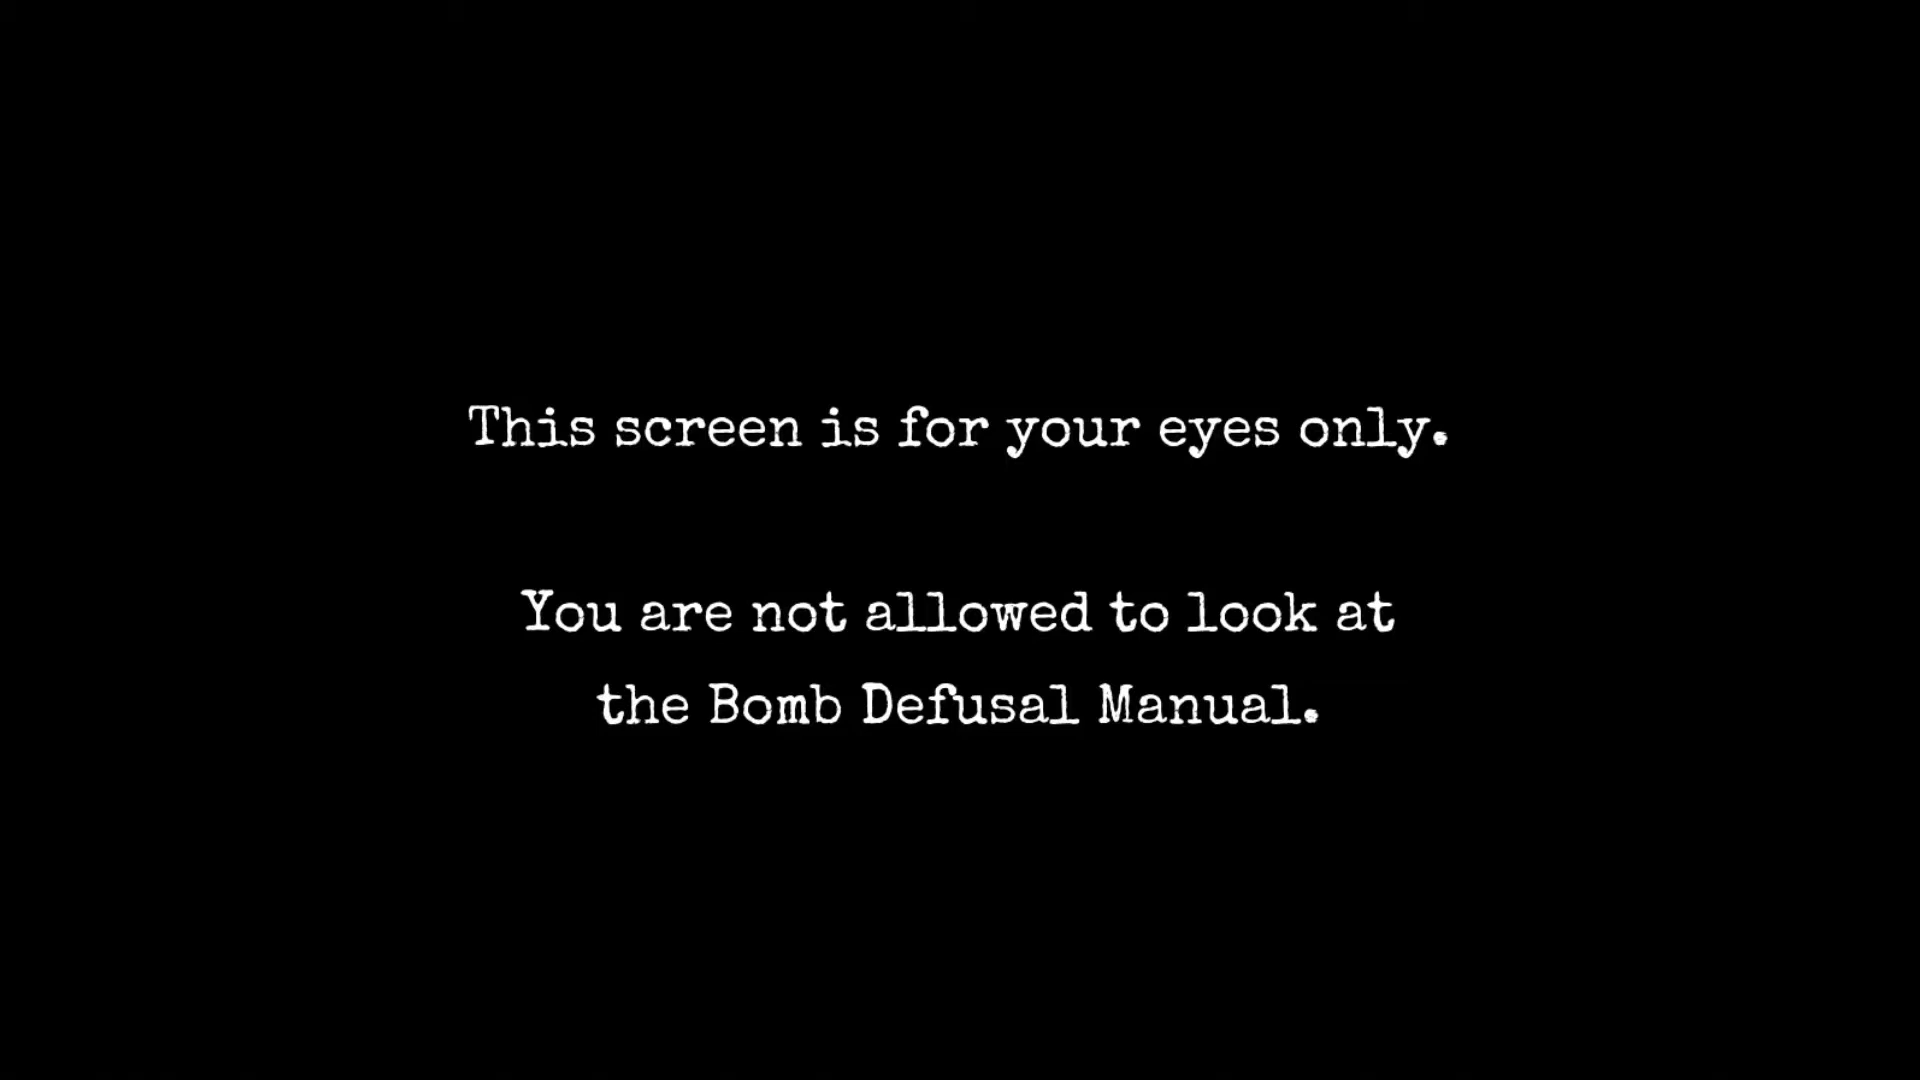 This screen is for your eyes only.
You are not allowed to look at
the Bomb Defusal Manual.